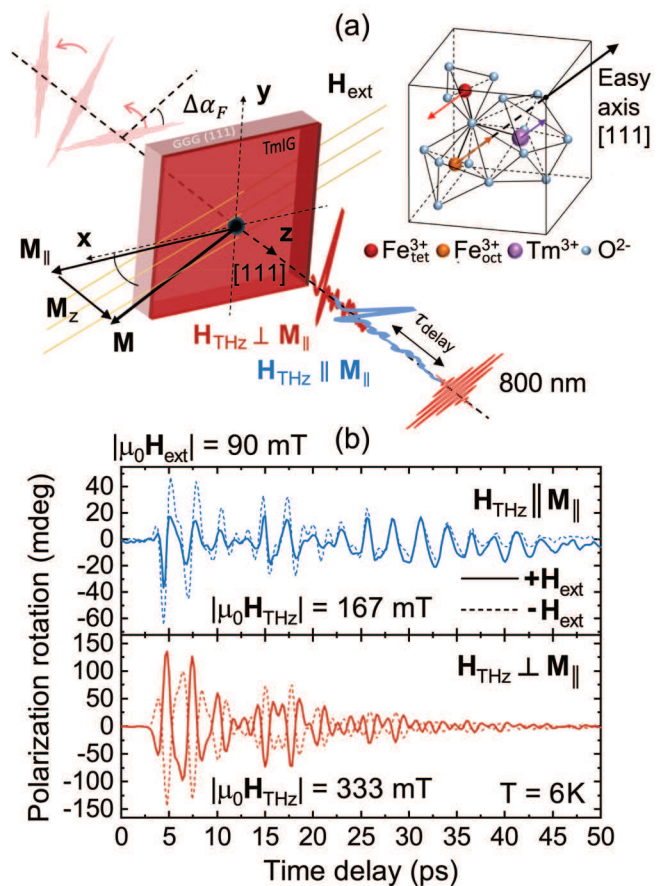 (a)
Δα_F
y
H_ext
GGG (111)
TmIG
Easy
axis
[111]
M_∥
x
z
[111]
M_z
M
Fe³⁺_tet Fe³⁺_oct Tm³⁺ O²⁻
H_THz ⊥ M_∥
H_THz ∥ M_∥
τ_delay
800 nm
(b)
|μ₀H_ext| = 90 mT
40
20
0
-20
-40
-60
H_THz ∥ M_∥
+H_ext
-H_ext
|μ₀H_THz| = 167 mT
150
100
50
0
-50
-100
-150
H_THz ⊥ M_∥
|μ₀H_THz| = 333 mT
T = 6K
Polarization rotation (mdeg)
0 5 10 15 20 25 30 35 40 45 50
Time delay (ps)